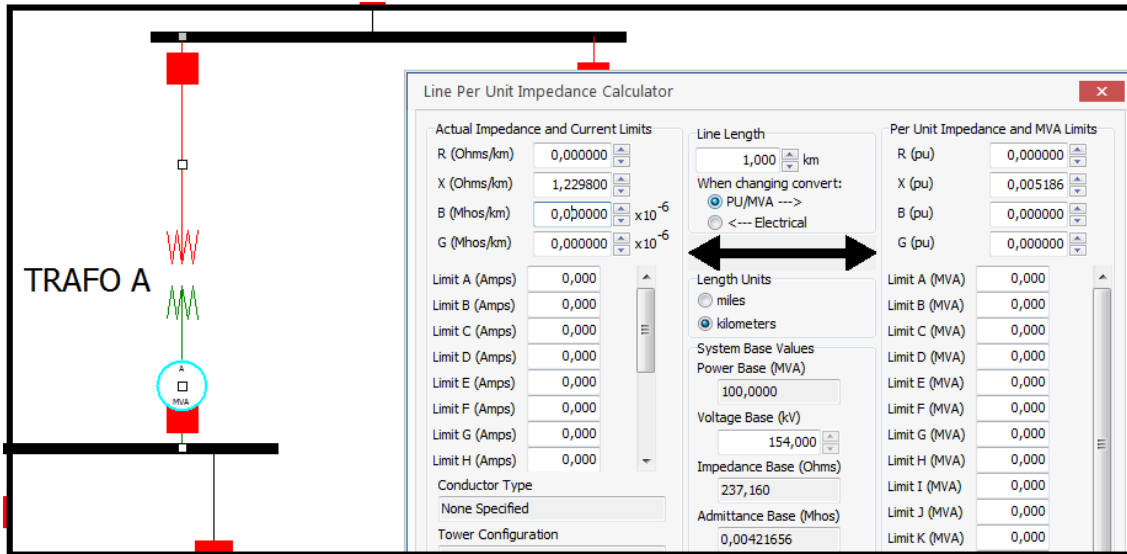 Line Per Unit Impedance Calculator
Actual Impedance and Current Limits
R (Ohms/km) 0,000000
X (Ohms/km) 1,229800
B (Mhos/km) 0,000000 x10^-6
G (Mhos/km) 0,000000 x10^-6
Limit A (Amps) 0,000
Limit B (Amps) 0,000
Limit C (Amps) 0,000
Limit D (Amps) 0,000
Limit E (Amps) 0,000
Limit F (Amps) 0,000
Limit G (Amps) 0,000
Limit H (Amps) 0,000
Conductor Type
None Specified
Tower Configuration
Line Length
1,000 km
When changing convert:
PU/MVA --->
<--- Electrical
Length Units
miles
kilometers
System Base Values
Power Base (MVA)
100,0000
Voltage Base (kV)
154,000
Impedance Base (Ohms)
237,160
Admittance Base (Mhos)
0,00421656
Per Unit Impedance and MVA Limits
R (pu) 0,000000
X (pu) 0,005186
B (pu) 0,000000
G (pu) 0,000000
Limit A (MVA) 0,000
Limit B (MVA) 0,000
Limit C (MVA) 0,000
Limit D (MVA) 0,000
Limit E (MVA) 0,000
Limit F (MVA) 0,000
Limit G (MVA) 0,000
Limit H (MVA) 0,000
Limit I (MVA) 0,000
Limit J (MVA) 0,000
Limit K (MVA) 0,000
TRAFO A
A
MVA